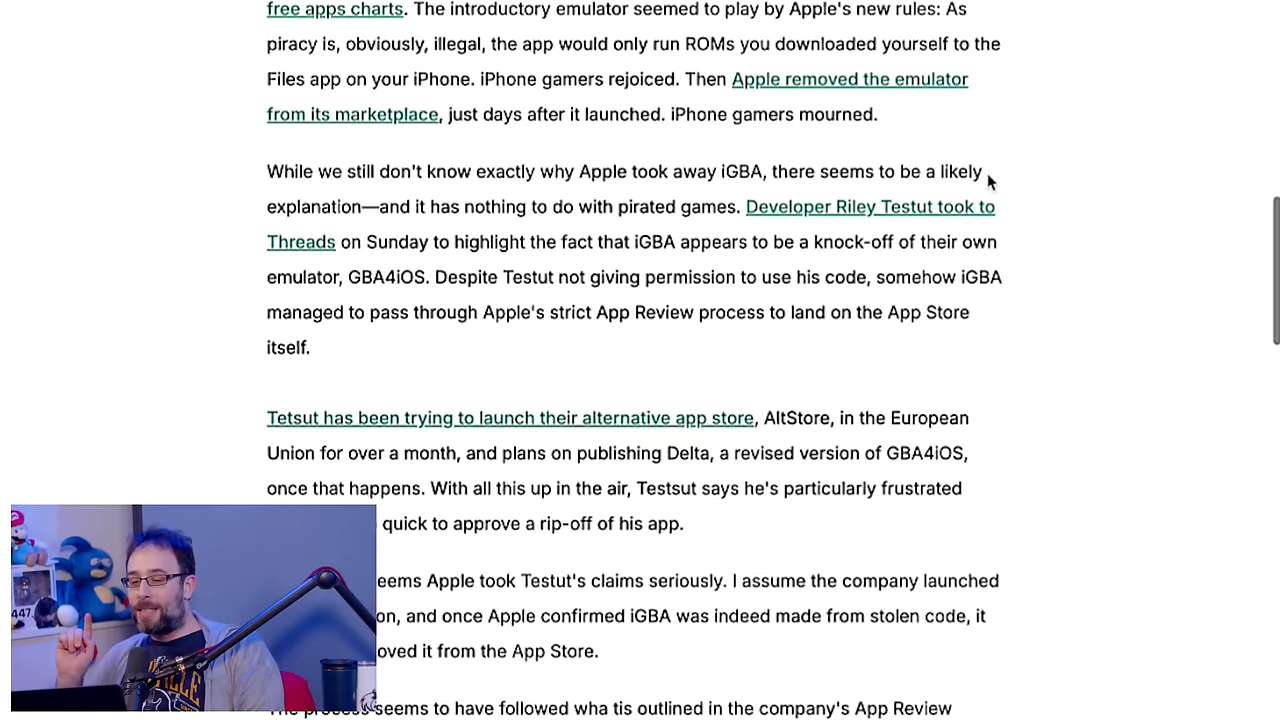 free apps charts. The introductory emulator seemed to play by Apple's new rules: As
piracy is, obviously, illegal, the app would only run ROMs you downloaded yourself to the
Files app on your iPhone. iPhone gamers rejoiced. Then Apple removed the emulator
from its marketplace, just days after it launched. iPhone gamers mourned.
While we still don't know exactly why Apple took away iGBA, there seems to be a likely
explanation—and it has nothing to do with pirated games. Developer Riley Testut took to
Threads on Sunday to highlight the fact that iGBA appears to be a knock-off of their own
emulator, GBA4iOS. Despite Testut not giving permission to use his code, somehow iGBA
managed to pass through Apple's strict App Review process to land on the App Store
itself.
Tetsut has been trying to launch their alternative app store, AltStore, in the European
Union for over a month, and plans on publishing Delta, a revised version of GBA4iOS,
once that happens. With all this up in the air, Testsut says he's particularly frustrated
quick to approve a rip-off of his app.
eems Apple took Testut's claims seriously. I assume the company launched
on, and once Apple confirmed iGBA was indeed made from stolen code, it
oved it from the App Store.
seems to have followed wha tis outlined in the company's App Review
447